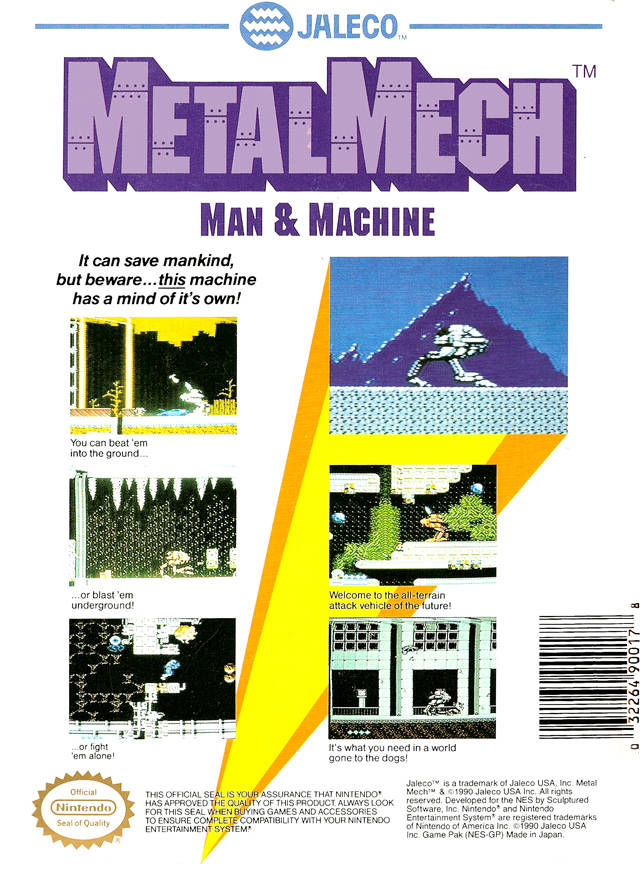 JALECO™
METALMECH™
MAN & MACHINE
It can save mankind,
but beware...this machine
has a mind of it's own!
You can beat 'em
into the ground...
...or blast 'em
underground!
Welcome to the all-terrain
attack vehicle of the future!
...or fight
'em alone!
It's what you need in a world
gone to the dogs!
0 32264 90017 8
Official
Nintendo
Seal of Quality
®
THIS OFFICIAL SEAL IS YOUR ASSURANCE THAT NINTENDO®
HAS APPROVED THE QUALITY OF THIS PRODUCT. ALWAYS LOOK
FOR THIS SEAL WHEN BUYING GAMES AND ACCESSORIES
TO ENSURE COMPLETE COMPATIBILITY WITH YOUR NINTENDO
ENTERTAINMENT SYSTEM®
Jaleco™ is a trademark of Jaleco USA, Inc. Metal
Mech™ & ©1990 Jaleco USA Inc. All rights
reserved. Developed for the NES by Sculptured
Software, Inc. Nintendo® and Nintendo
Entertainment System® are registered trademarks
of Nintendo of America Inc. ©1990 Jaleco USA
Inc. Game Pak (NES-GP) Made in Japan.